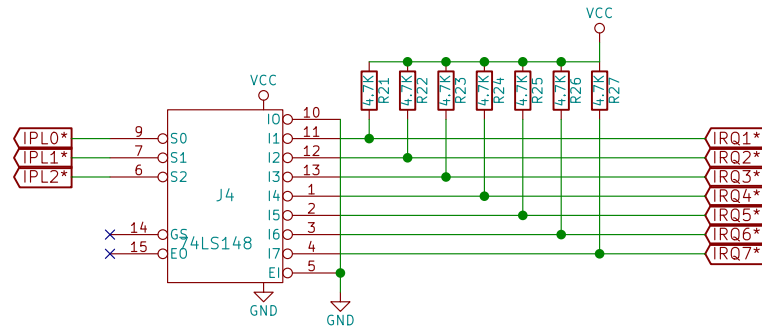 VCC
VCC
4.7K R21
4.7K R22
4.7K R23
4.7K R24
4.7K R25
4.7K R26
4.7K R27
I0 10
IPL0* 9 S0 I1 11 IRQ1*
IPL1* 7 S1 I2 12 IRQ2*
IPL2* 6 S2 I3 13 IRQ3*
J4 I4 1 IRQ4*
I5 2 IRQ5*
14 GS I6 3 IRQ6*
74LS148
15 EO I7 4 IRQ7*
EI 5
GND
GND